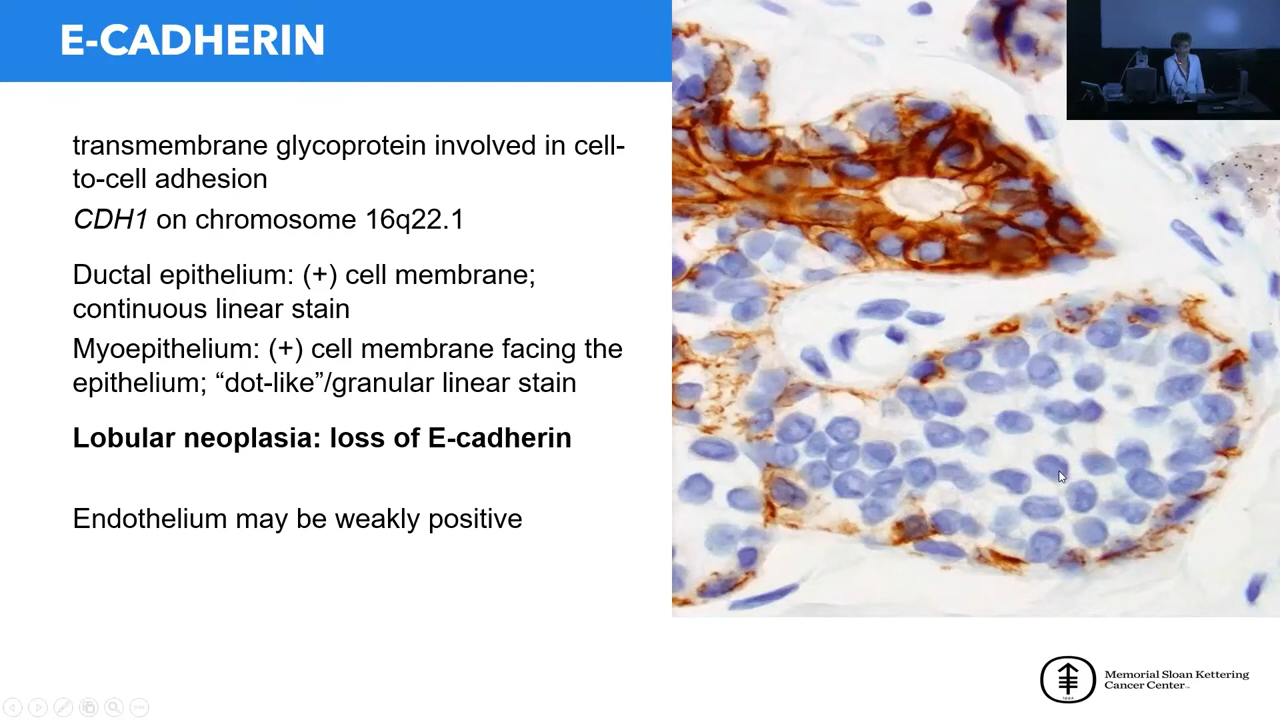 E-CADHERIN
transmembrane glycoprotein involved in cell-
to-cell adhesion
CDH1 on chromosome 16q22.1
Ductal epithelium: (+) cell membrane;
continuous linear stain
Myoepithelium: (+) cell membrane facing the
epithelium; “dot-like”/granular linear stain
Lobular neoplasia: loss of E-cadherin
Endothelium may be weakly positive
Memorial Sloan Kettering
Cancer Center